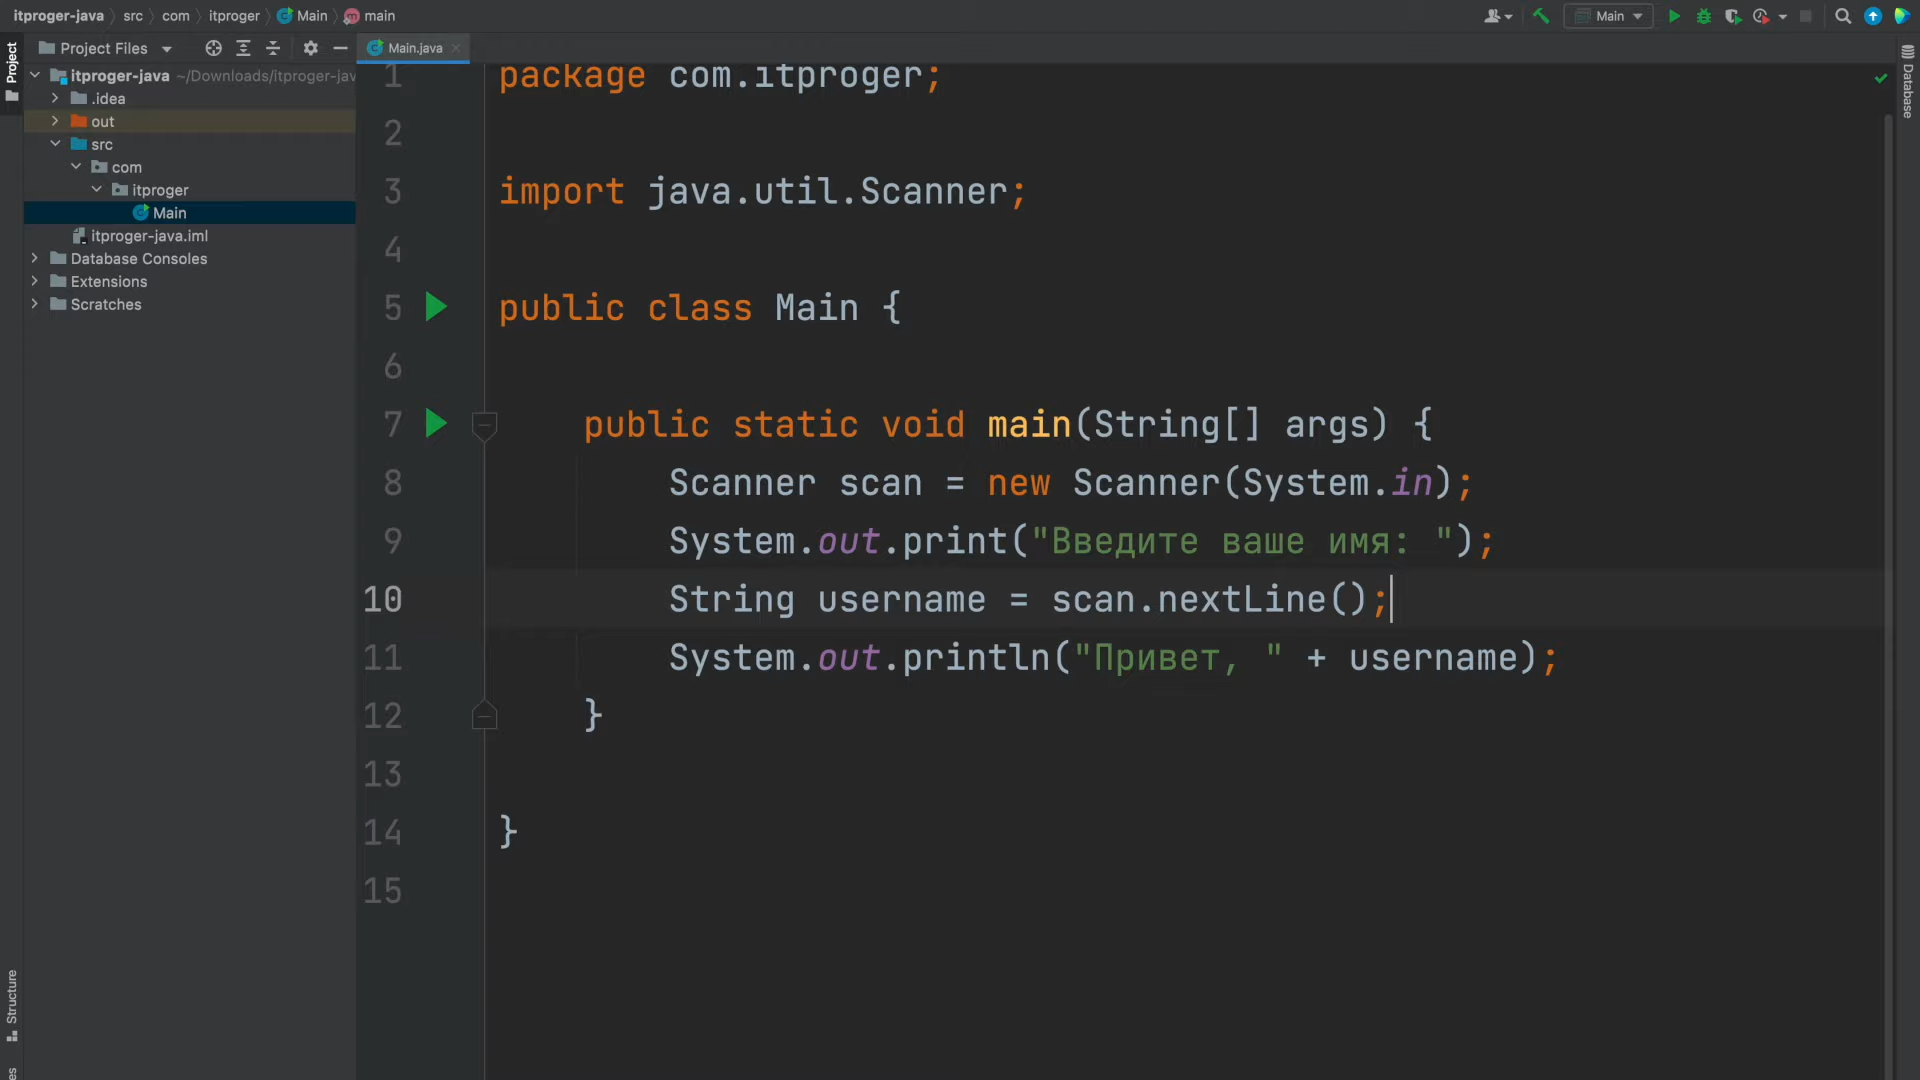 itproger-java src com itproger Main main
Main
Project Files
Main.java
Project
Database
itproger-java ~/Downloads/itproger-jav
.idea
out
src
com
itproger
Main
itproger-java.iml
Database Consoles
Extensions
Scratches
Structure
1 package com.itproger;
2
3 import java.util.Scanner;
4
5 public class Main {
6
7 public static void main(String[] args) {
8 Scanner scan = new Scanner(System.in);
9 System.out.print("Введите ваше имя: ");
10 String username = scan.nextLine();
11 System.out.println("Привет, " + username);
12 }
13
14 }
15